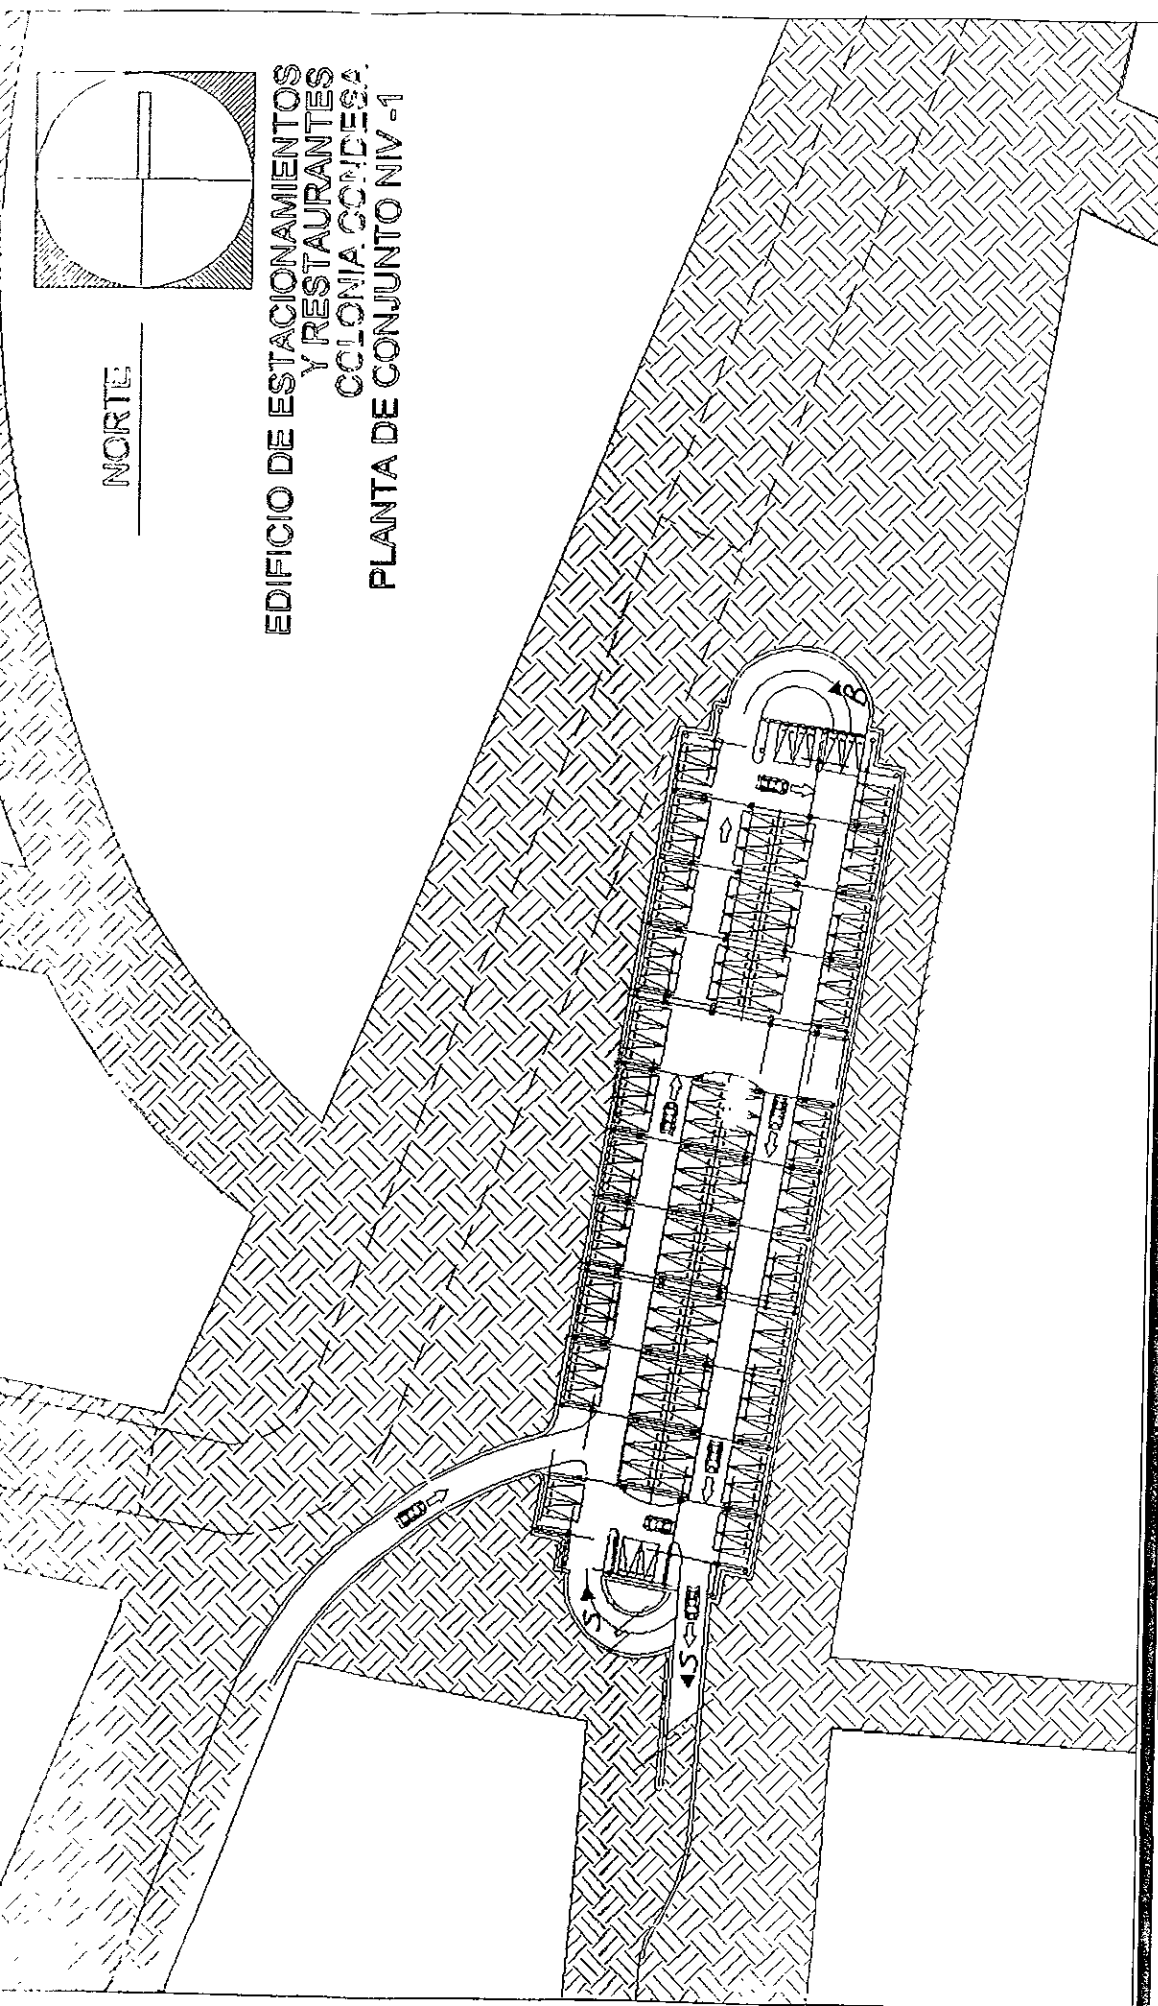 NORTE
EDIFICIO DE ESTACIONAMIENTOS
Y RESTAURANTES
COLONIA CONDESA.
PLANTA DE CONJUNTO NIV -1
B
S
S